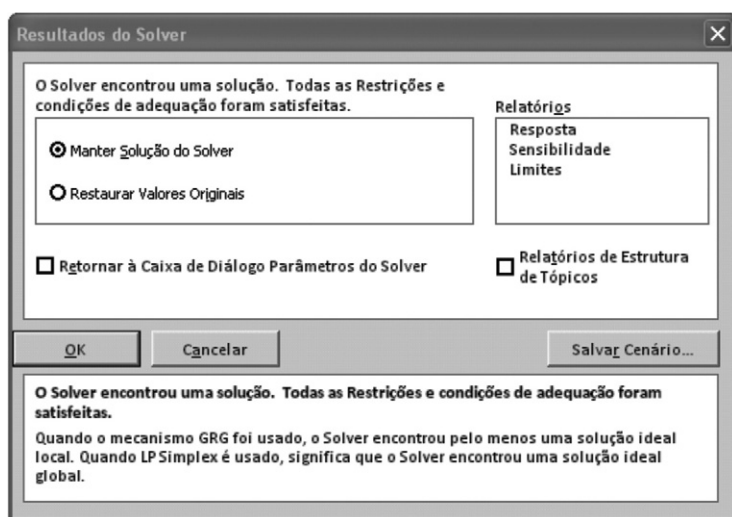 Resultados do Solver
O Solver encontrou uma solução. Todas as Restrições e
condições de adequação foram satisfeitas.
Relatórios
Resposta
Sensibilidade
Limites
Manter Solução do Solver
Restaurar Valores Originais
Retornar à Caixa de Diálogo Parâmetros do Solver
Relatórios de Estrutura
de Tópicos
OK
Cancelar
Salvar Cenário...
O Solver encontrou uma solução. Todas as Restrições e condições de adequação foram
satisfeitas.
Quando o mecanismo GRG foi usado, o Solver encontrou pelo menos uma solução ideal
local. Quando LP Simplex é usado, significa que o Solver encontrou uma solução ideal
global.